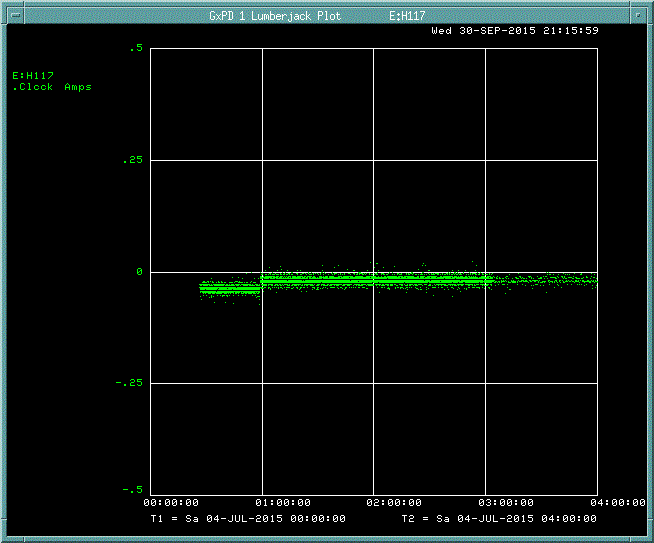 GxPD 1 Lumberjack Plot E:H117
Wed 30-SEP-2015 21:15:59
.5
E:H117
.Clock Amps
.25
0
-.25
-.5
00:00:00 01:00:00 02:00:00 03:00:00 04:00:00
T1 = Sa 04-JUL-2015 00:00:00 T2 = Sa 04-JUL-2015 04:00:00